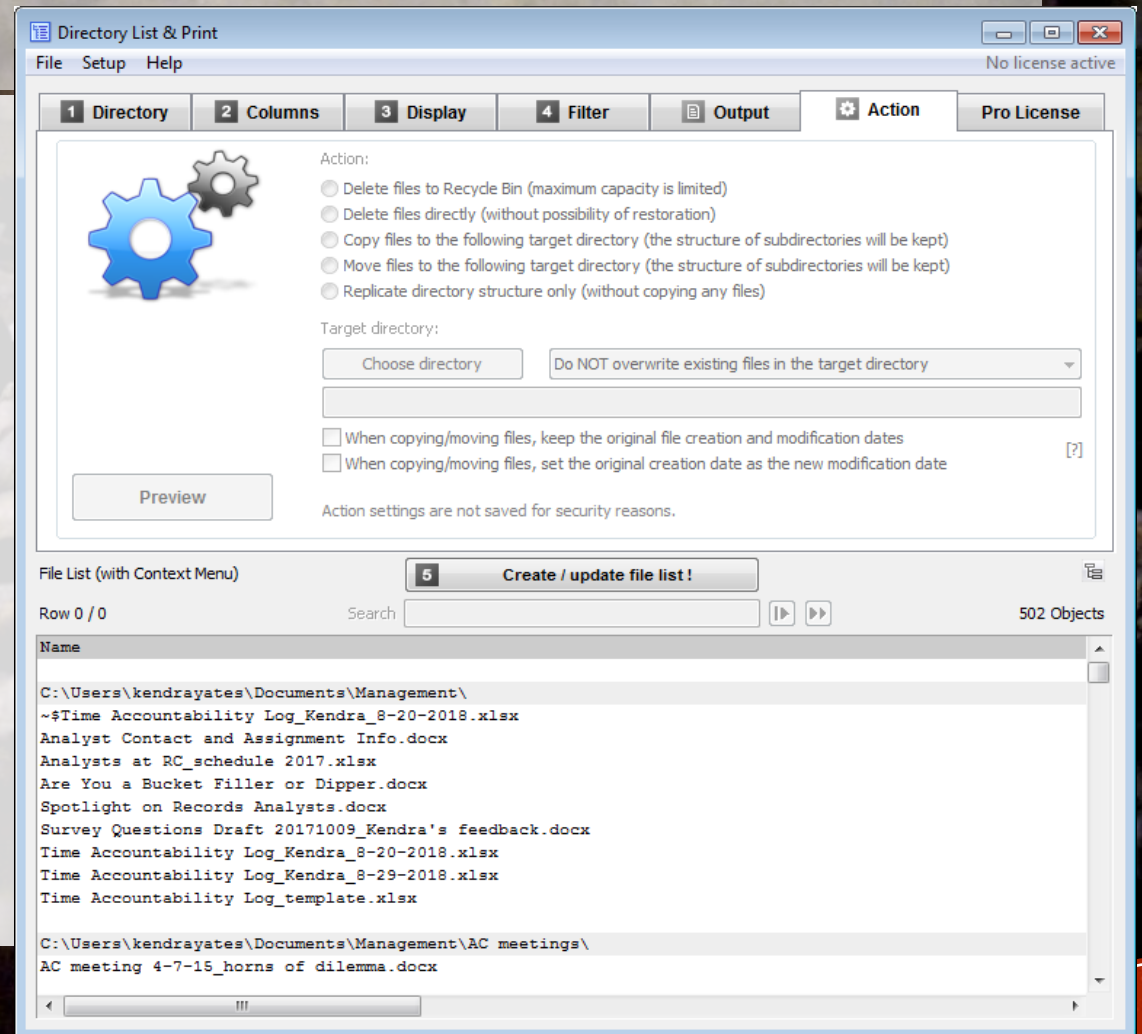 Directory List & Print
File Setup Help No license active
1 Directory 2 Columns 3 Display 4 Filter Output Action Pro License
Action:
Delete files to Recycle Bin (maximum capacity is limited)
Delete files directly (without possibility of restoration)
Copy files to the following target directory (the structure of subdirectories will be kept)
Move files to the following target directory (the structure of subdirectories will be kept)
Replicate directory structure only (without copying any files)
Target directory:
Choose directory Do NOT overwrite existing files in the target directory
When copying/moving files, keep the original file creation and modification dates
[?]
When copying/moving files, set the original creation date as the new modification date
Preview
Action settings are not saved for security reasons.
File List (with Context Menu) 5 Create / update file list !
Row 0 / 0 Search 502 Objects
Name
C:\Users\kendrayates\Documents\Management\
~$Time Accountability Log_Kendra_8-20-2018.xlsx
Analyst Contact and Assignment Info.docx
Analysts at RC_schedule 2017.xlsx
Are You a Bucket Filler or Dipper.docx
Spotlight on Records Analysts.docx
Survey Questions Draft 20171009_Kendra's feedback.docx
Time Accountability Log_Kendra_8-20-2018.xlsx
Time Accountability Log_Kendra_8-29-2018.xlsx
Time Accountability Log_template.xlsx
C:\Users\kendrayates\Documents\Management\AC meetings\
AC meeting 4-7-15_horns of dilemma.docx